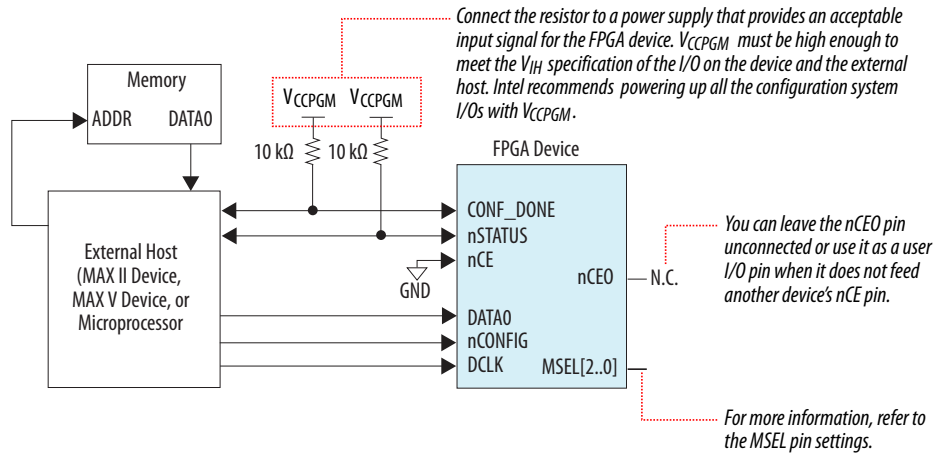 Connect the resistor to a power supply that provides an acceptable
input signal for the FPGA device. VCCPGM must be high enough to
meet the VIH specification of the I/O on the device and the external
host. Intel recommends powering up all the configuration system
I/Os with VCCPGM.
Memory
ADDR DATA0
VCCPGM VCCPGM
10 kΩ 10 kΩ
FPGA Device
External Host
(MAX II Device,
MAX V Device, or
Microprocessor
CONF_DONE
nSTATUS
nCE
GND
nCEO
N.C.
DATA0
nCONFIG
DCLK
MSEL[2..0]
You can leave the nCEO pin
unconnected or use it as a user
I/O pin when it does not feed
another device's nCE pin.
For more information, refer to
the MSEL pin settings.